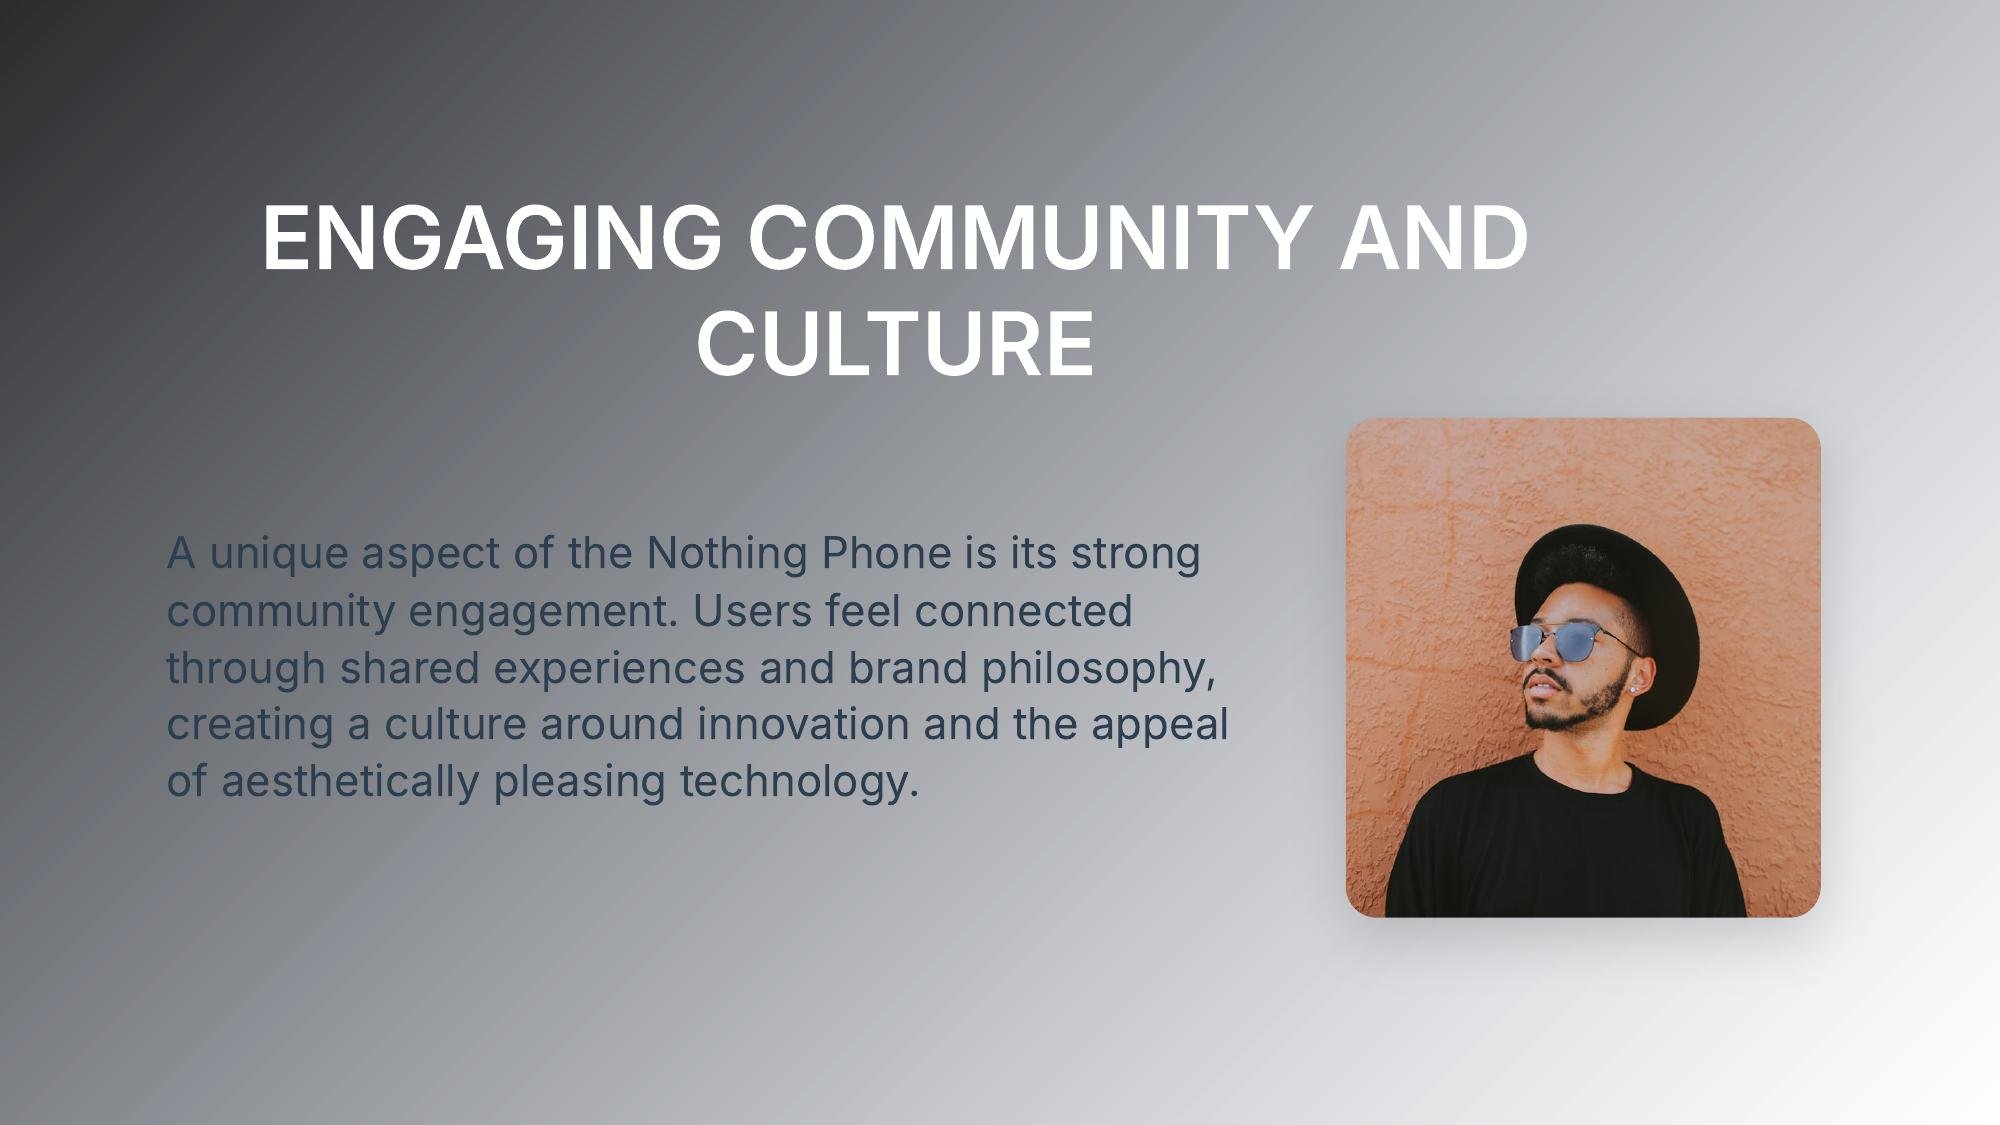 ENGAGING COMMUNITY AND
CULTURE
A unique aspect of the Nothing Phone is its strong
community engagement. Users feel connected
through shared experiences and brand philosophy,
creating a culture around innovation and the appeal
of aesthetically pleasing technology.